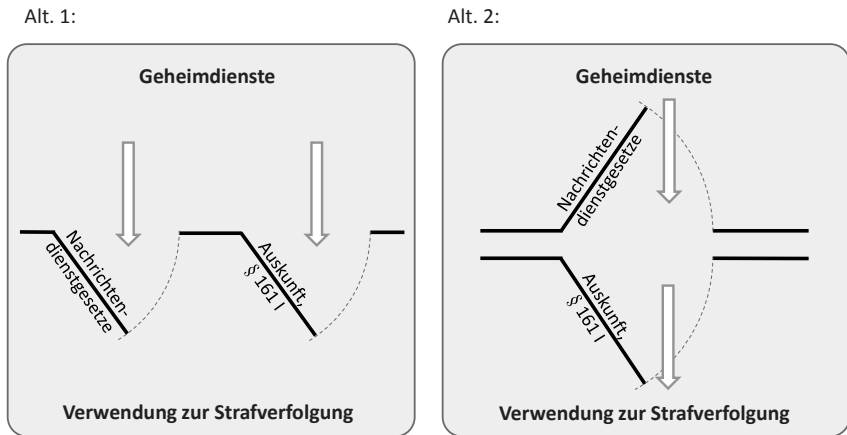 Alt. 1:
Geheimdienste
Nachrichten-
dienstgesetze
Auskunft,
§ 161 I
Verwendung zur Strafverfolgung
Alt. 2:
Geheimdienste
Nachrichten-
dienstgesetze
Auskunft,
§ 161 I
Verwendung zur Strafverfolgung